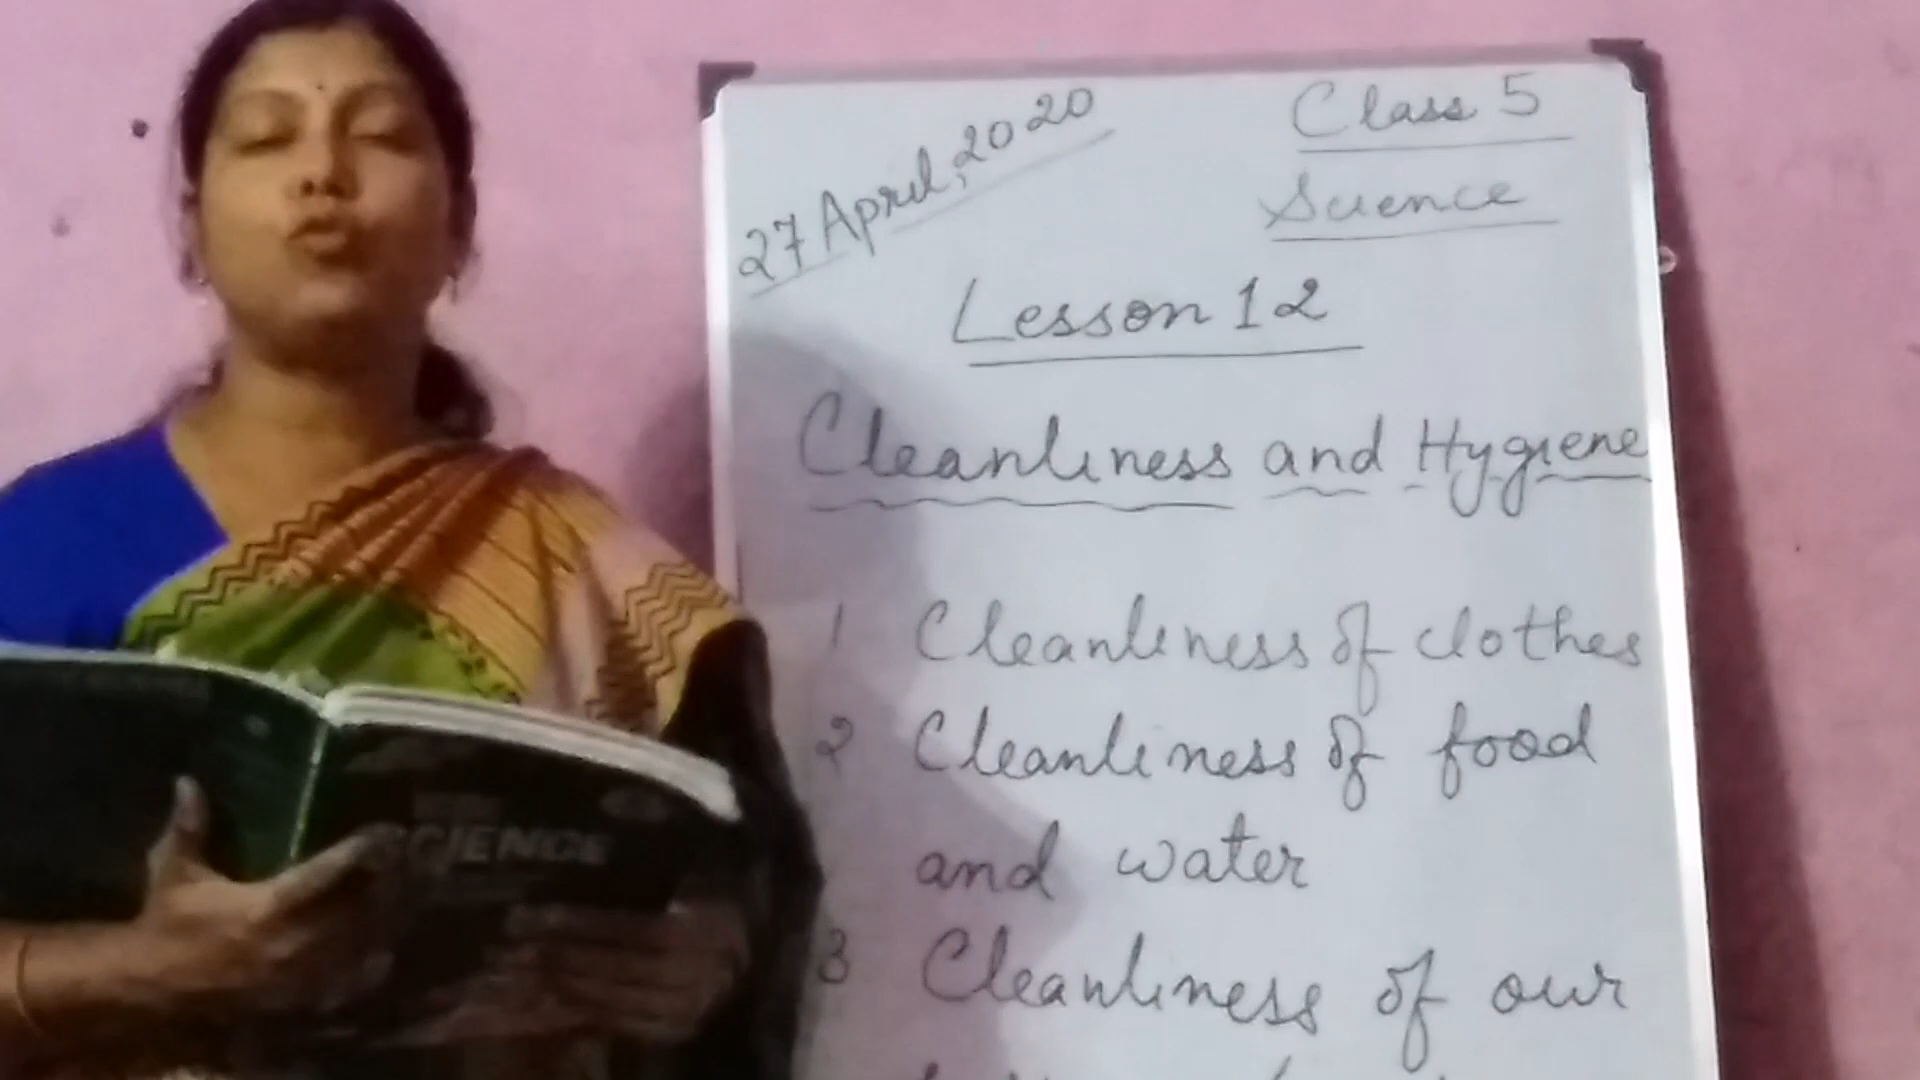 27 April, 2020
Class 5
Science
Lesson 12
Cleanliness and Hygiene
1 Cleanliness of clothes
2 Cleanliness of food
and water
3 Cleanliness of our
SCIENCE